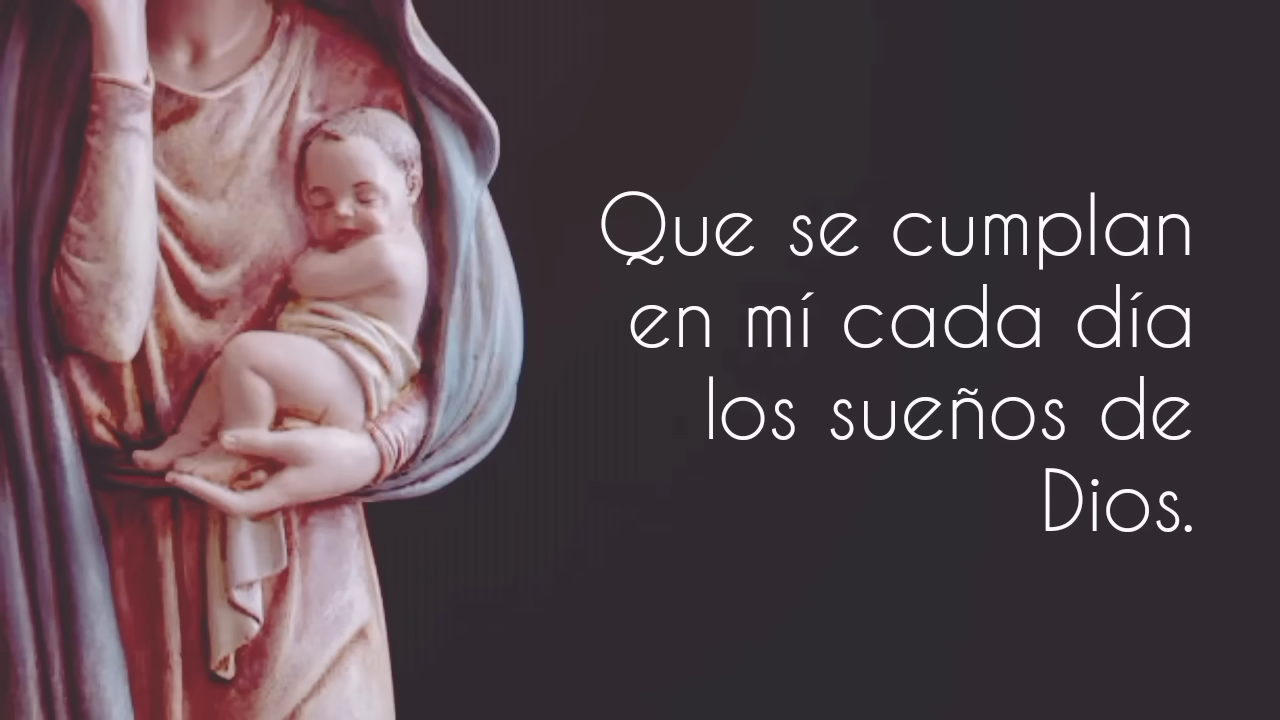 Que se cumplan
en mí cada día
los sueños de
Dios.